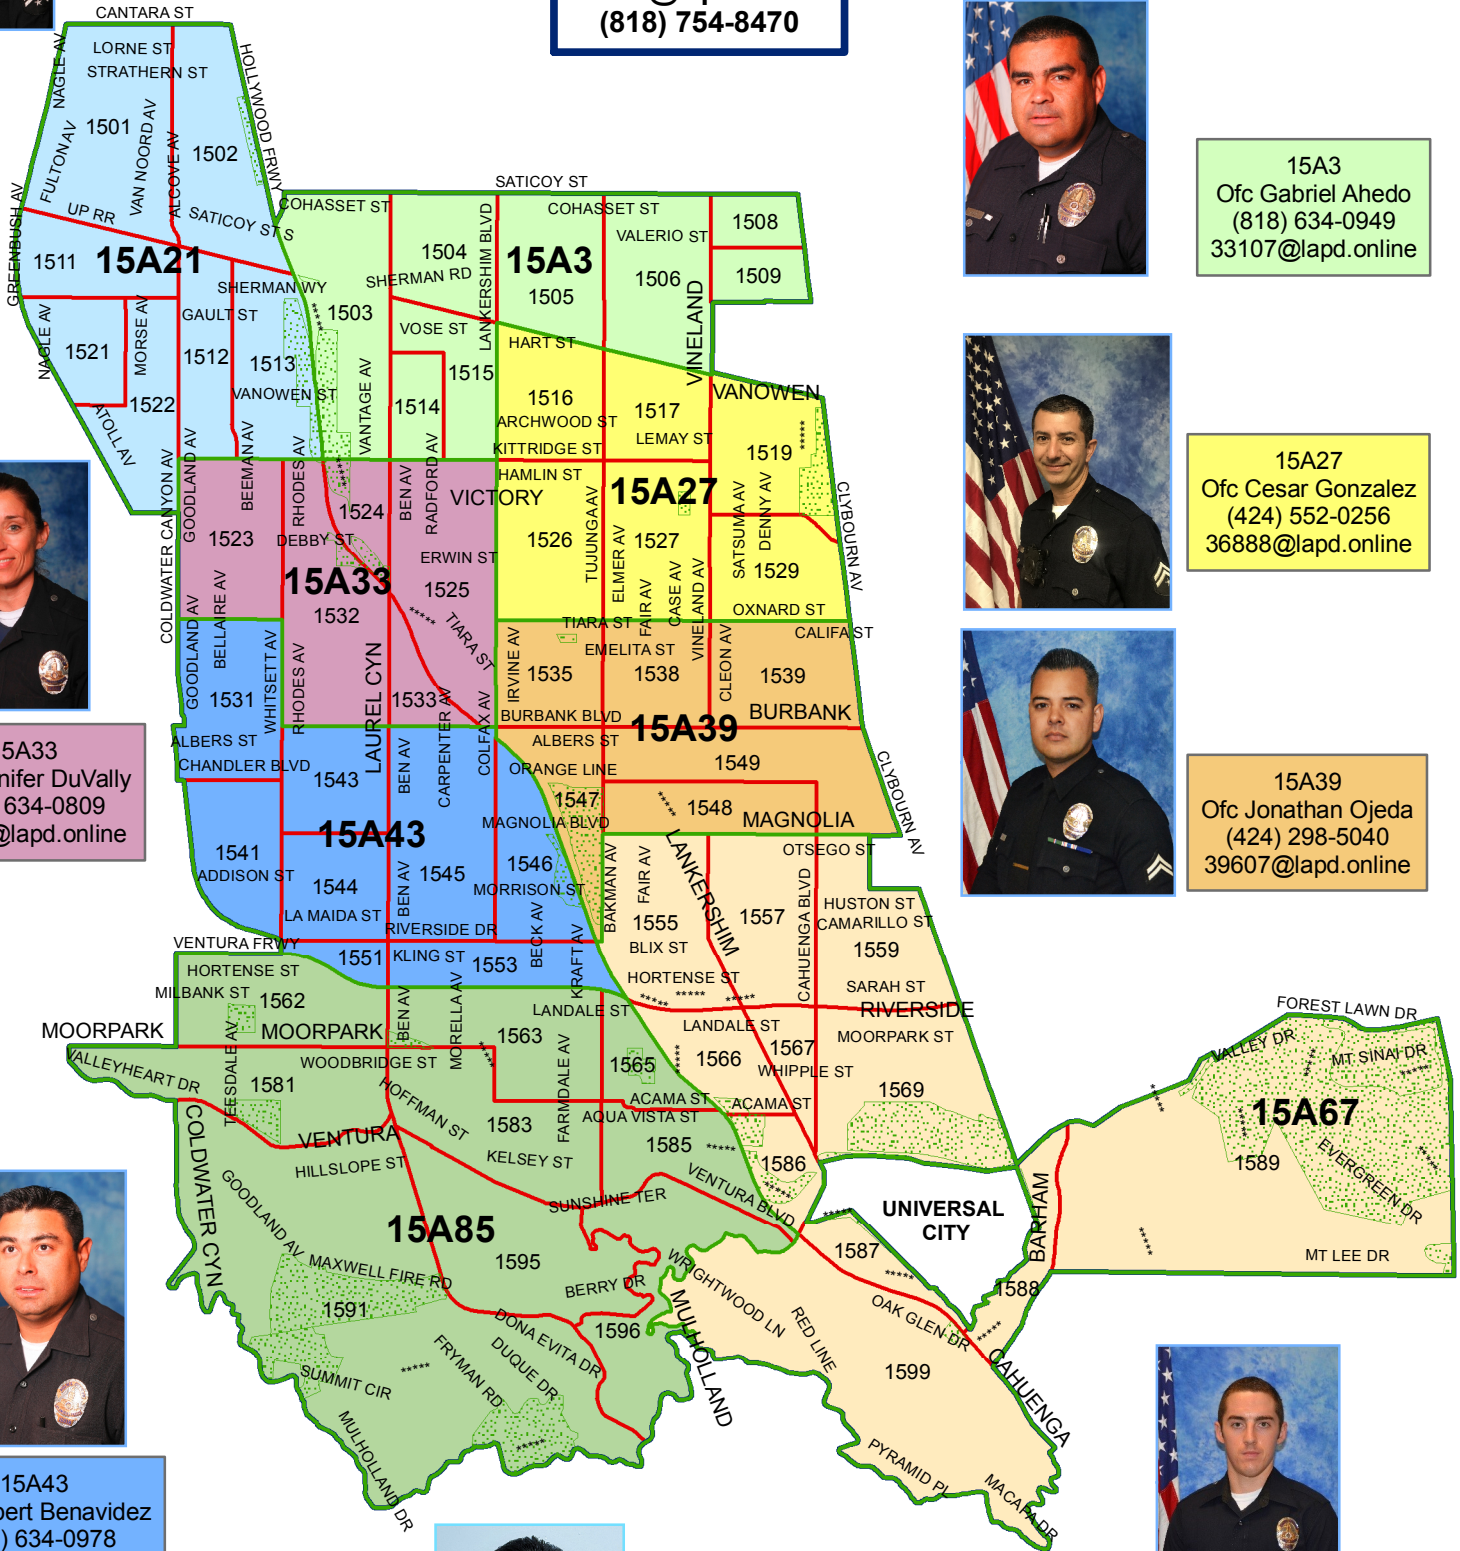 (818) 754-8470
15A3
Ofc Gabriel Ahedo
(818) 634-0949
33107@lapd.online
15A27
Ofc Cesar Gonzalez
(424) 552-0256
36888@lapd.online
15A39
Ofc Jonathan Ojeda
(424) 298-5040
39607@lapd.online
5A33
nifer DuVally
634-0809
@lapd.online
15A43
bert Benavidez
) 634-0978
CANTARA ST
LORNE ST
STRATHERN ST
NAGLE AV
HOLLYWOOD FRWY
1501
1502
FULTON AV
VAN NOORD AV
ALCOVE AV
GREENBUSH AV
UP RR
SATICOY ST S
1511
15A21
SHERMAN WY
GAULT ST
NAGLE AV
1521
MORSE AV
1512
1513
1522
VANOWEN ST
ATOLL AV
SATICOY ST
COHASSET ST
COHASSET ST
1508
VALERIO ST
1504
LANKERSHIM BLVD
15A3
1506
1509
SHERMAN RD
1505
VINELAND
1503
VOSE ST
HART ST
1515
VANTAGE AV
1514
1516
1517
VANOWEN
ARCHWOOD ST
LEMAY ST
KITTRIDGE ST
1519
HAMLIN ST
VICTORY
15A27
COLDWATER CANYON AV
GOODLAND AV
BEEMAN AV
RHODES AV
BEN AV
RADFORD AV
1524
1523
DEBBY ST
15A33
ERWIN ST
1525
1532
TIARA ST
1526
TUJUNGA AV
1527
ELMER AV
FAIR AV
CASE AV
VINELAND AV
SATSUMA AV
DENNY AV
1529
CLYBOURN AV
OXNARD ST
TIARA ST
CALIFA ST
EMELITA ST
GOODLAND AV
BELLAIRE AV
1531
WHITSETT AV
RHODES AV
LAUREL CYN
1533
CARPENTER AV
COLFAX AV
IRVINE AV
1535
1538
CLEON AV
1539
BURBANK BLVD
15A39
BURBANK
ALBERS ST
CHANDLER BLVD
1543
BEN AV
ALBERS ST
ORANGE LINE
1549
CLYBOURN AV
1547
1548
MAGNOLIA
15A43
MAGNOLIA BLVD
1541
ADDISON ST
1544
BEN AV
1545
1546
MORRISON ST
LA MAIDA ST
RIVERSIDE DR
BECK AV
KRAFT AV
BAKMAN AV
FAIR AV
LANKERSHIM
OTSEGO ST
1555
1557
CAHUENGA BLVD
HUSTON ST
CAMARILLO ST
BLIX ST
1559
HORTENSE ST
SARAH ST
RIVERSIDE
VENTURA FRWY
1551
KLING ST
1553
HORTENSE ST
MILBANK ST
1562
MOORPARK
MOORPARK
BEN AV
MORELLA AV
1563
LANDALE ST
LANDALE ST
MOORPARK ST
WOODBRIDGE ST
VALLEYHEART DR
TEESDALE AV
1581
HOFFMAN ST
FARMDALE AV
1565
1566
1567
WHIPPLE ST
1569
ACAMA ST
ACAMA ST
AQUA VISTA ST
1583
1585
VENTURA
KELSEY ST
1586
HILLSLOPE ST
COLDWATER CYN
GOODLAND AV
SUNSHINE TER
VENTURA BLVD
15A85
1595
MAXWELL FIRE RD
BERRY DR
WRIGHTWOOD LN
1591
1596
MULHOLLAND
DONA EVITA DR
DUQUE DR
FRYMAN RD
SUMMIT CIR
MULHOLLAND DR
UNIVERSAL
CITY
1587
OAK GLEN DR
RED LINE
1588
BARHAM
1599
CAHUENGA
PYRAMID PL
MACAPA DR
FOREST LAWN DR
VALLEY DR
MT SINAI DR
15A67
1589
EVERGREEN DR
MT LEE DR